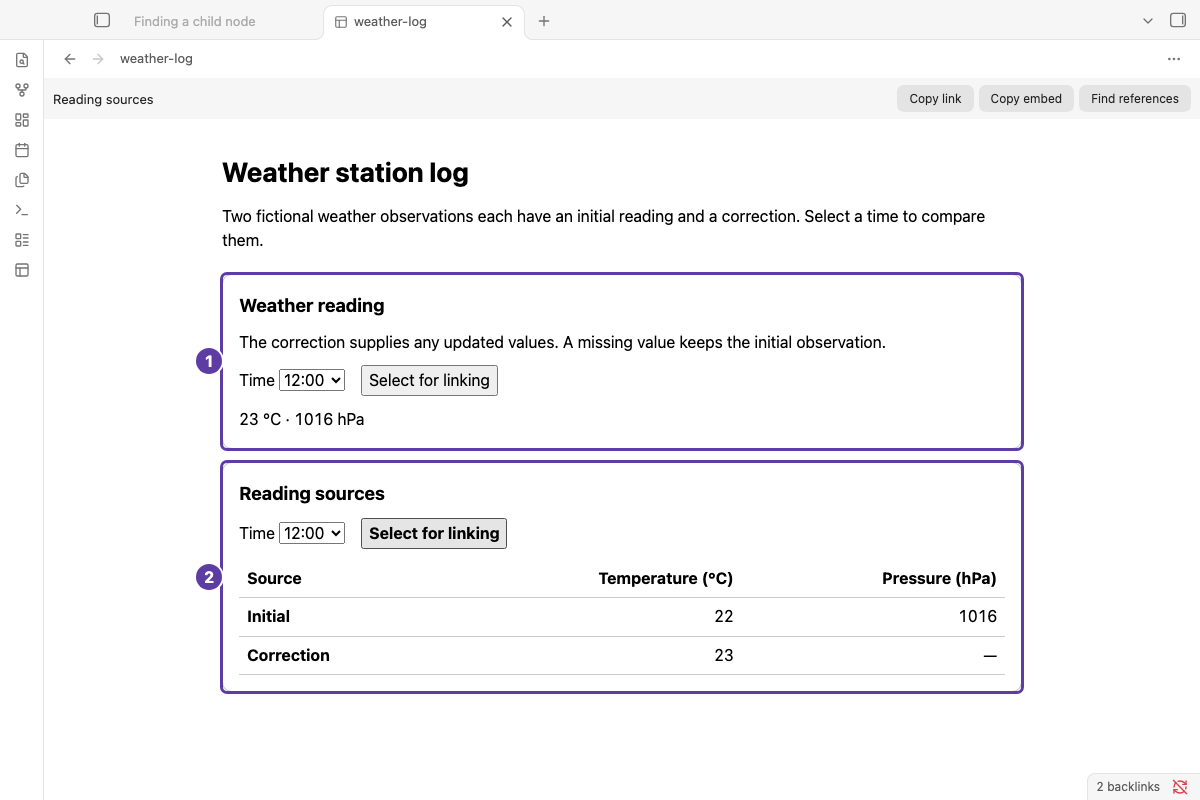 Finding a child node
weather-log
weather-log
Reading sources
Copy link
Copy embed
Find references
Weather station log
Two fictional weather observations each have an initial reading and a correction. Select a time to compare
them.
1
Weather reading
The correction supplies any updated values. A missing value keeps the initial observation.
Time 12:00 Select for linking
23 °C · 1016 hPa
2
Reading sources
Time 12:00 Select for linking
Source Temperature (°C) Pressure (hPa)
Initial 22 1016
Correction 23 —
2 backlinks